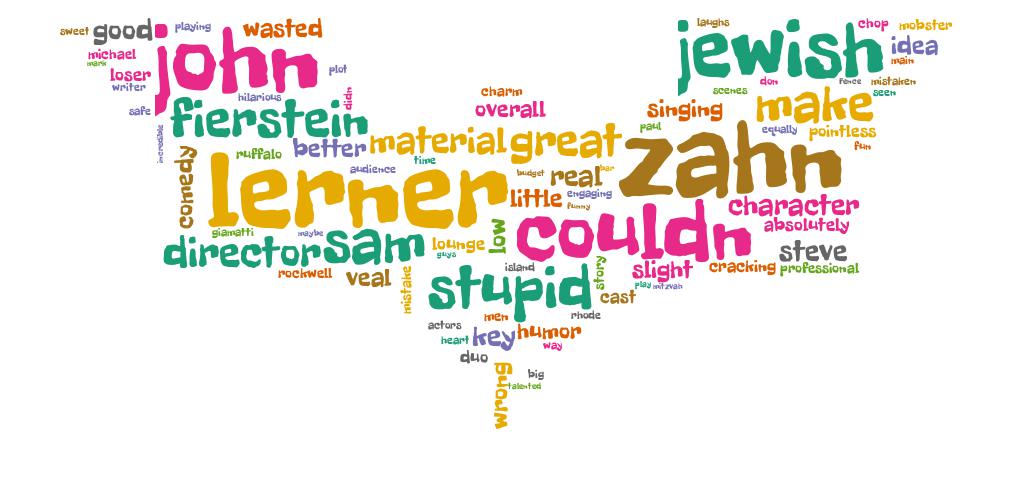 sweet
good
playing
wasted
michael
mark
loser
writer
john
plot
safe
hilarious
didn
incredible
fierstein
laughs
jewish
chop
mobster
idea
main
don
fence
mistaken
seen
scenes
charm
overall
singing
make
paul
equally
pointless
fun
comedy
ruffalo
better
material
great
time
audience
budget
real
bar
zahn
lerner
little
engaging
funny
character
absolutely
giamatti
maybe
director
sam
lounge
guys
low
couldn
steve
professional
rockwell
veal
mistake
island
story
slight
cracking
play
mitzvah
stupid
cast
men
rhode
actors
heart
key
humor
way
duo
big
talented
wrong